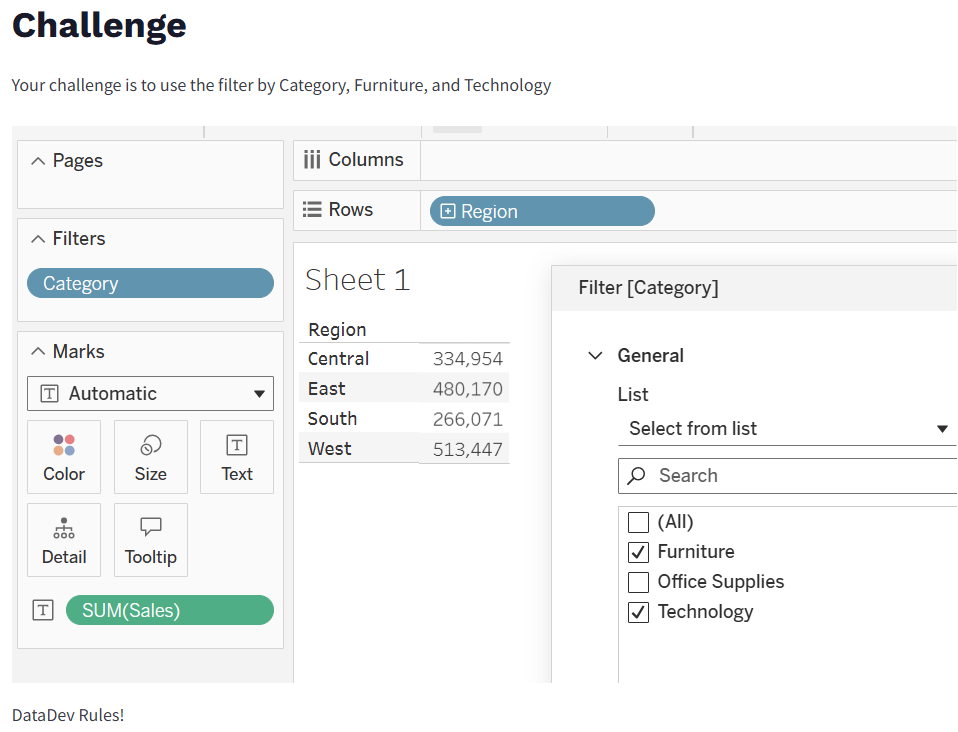 Challenge
Your challenge is to use the filter by Category, Furniture, and Technology
Pages
Columns
Rows
Region
Filters
Category
Sheet 1
Filter [Category]
Region
Central 334,954
East 480,170
South 266,071
West 513,447
Marks
Automatic
Color
Size
Text
Detail
Tooltip
SUM(Sales)
General
List
Select from list
Search
(All)
Furniture
Office Supplies
Technology
DataDev Rules!